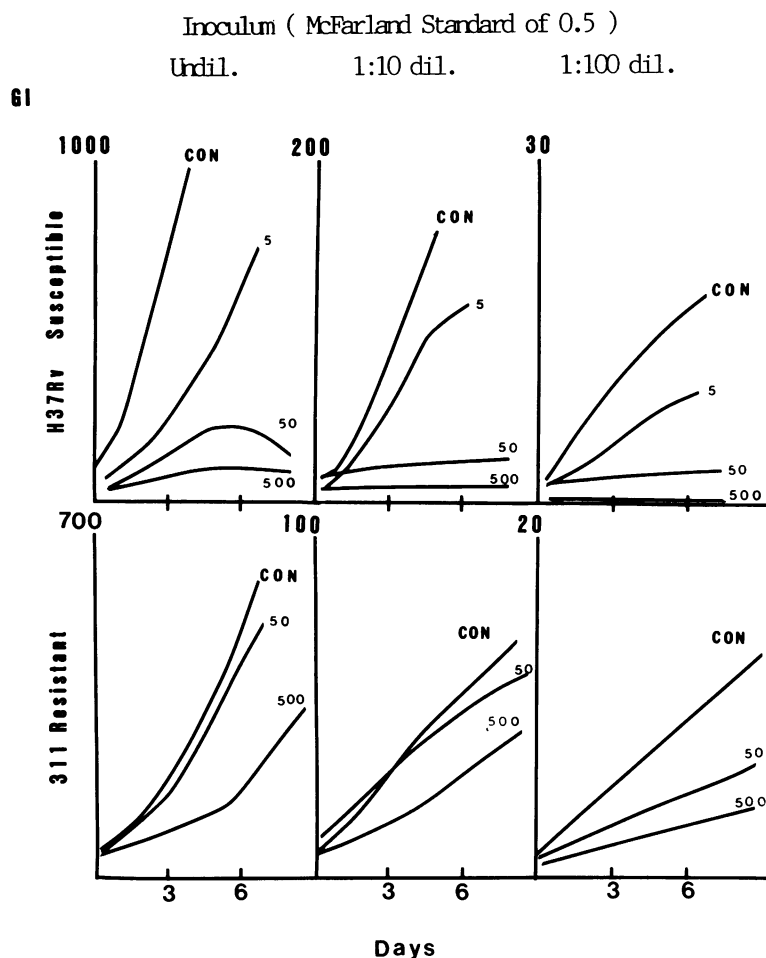 Inoculum ( McFarland Standard of 0.5 )
Undil. 1:10 dil. 1:100 dil.
GI
1000 200 30
H37Rv Susceptible
CON 5 50 500
CON 5 50 500
CON 5 50 500
700 100 20
311 Resistant
CON 50 500
CON 50 500
CON 50 500
3 6 3 6 3 6
Days